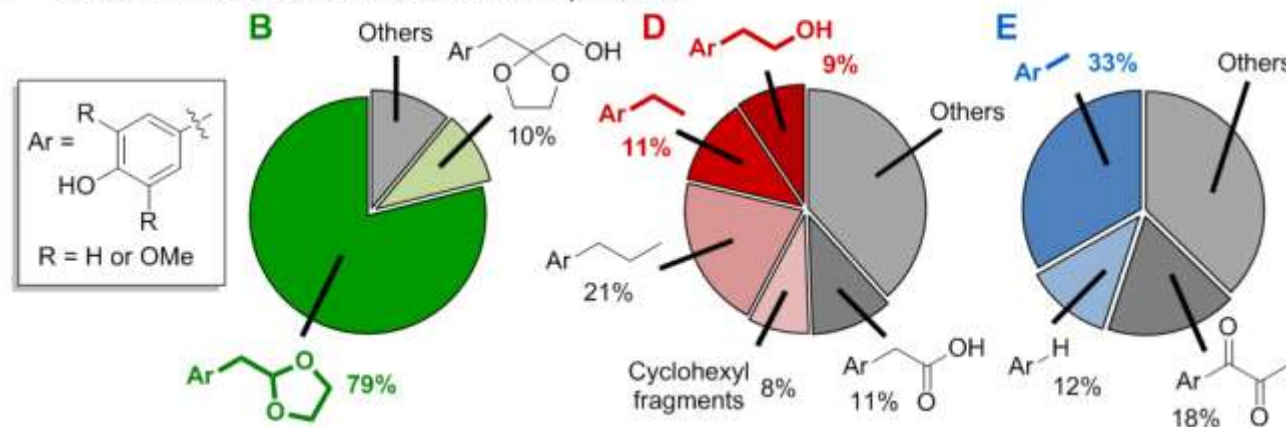 B
Others
Ar
OH
O
O
10%
Ar =
R
HO
R
R = H or OMe
Ar
O
O
79%
D
Ar
OH
9%
Ar
11%
Others
Ar
21%
Cyclohexyl
fragments
8%
Ar
OH
O
11%
E
Ar
33%
Others
Ar
H
12%
O
Ar
O
18%